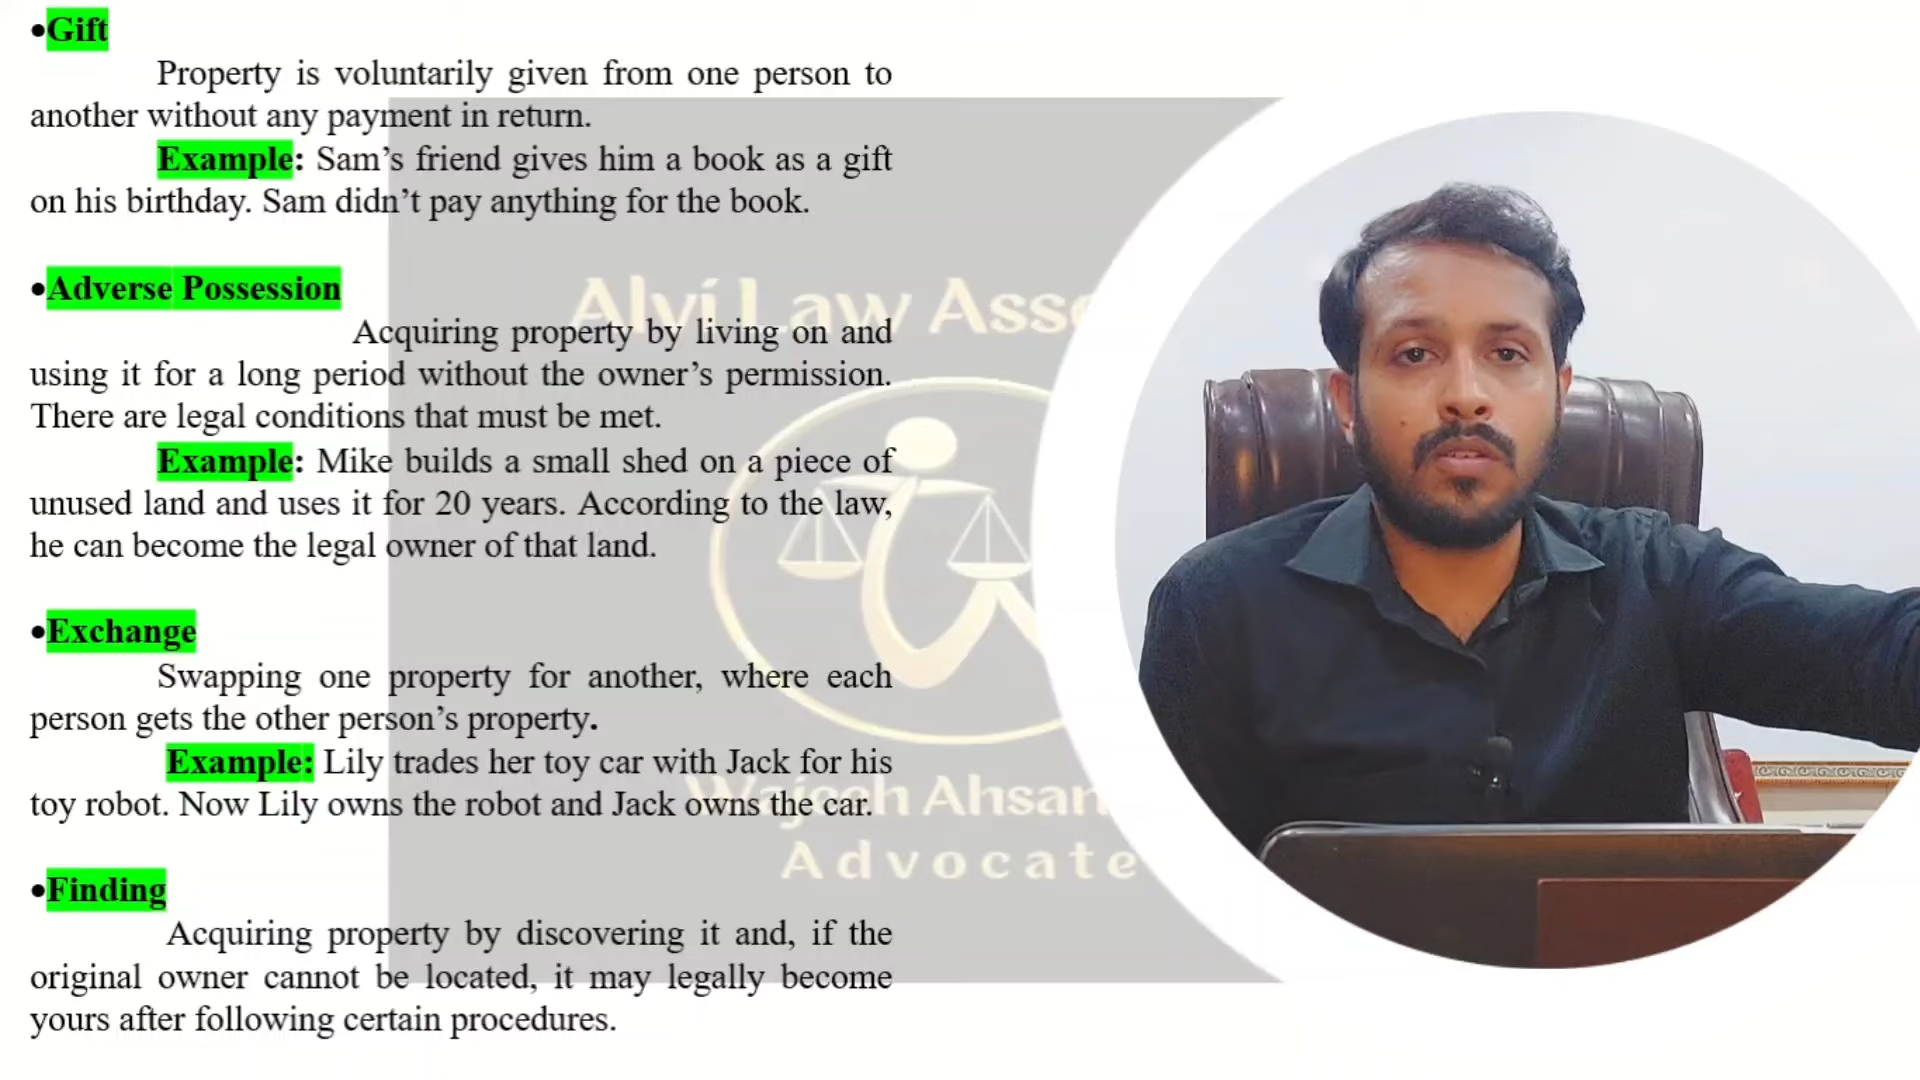 •Gift
Property is voluntarily given from one person to
another without any payment in return.
Example: Sam’s friend gives him a book as a gift
on his birthday. Sam didn’t pay anything for the book.
•Adverse Possession
Acquiring property by living on and
using it for a long period without the owner’s permission.
There are legal conditions that must be met.
Example: Mike builds a small shed on a piece of
unused land and uses it for 20 years. According to the law,
he can become the legal owner of that land.
•Exchange
Swapping one property for another, where each
person gets the other person’s property.
Example: Lily trades her toy car with Jack for his
toy robot. Now Lily owns the robot and Jack owns the car.
•Finding
Acquiring property by discovering it and, if the
original owner cannot be located, it may legally become
yours after following certain procedures.
Alvi Law
Ahsan
Advocate